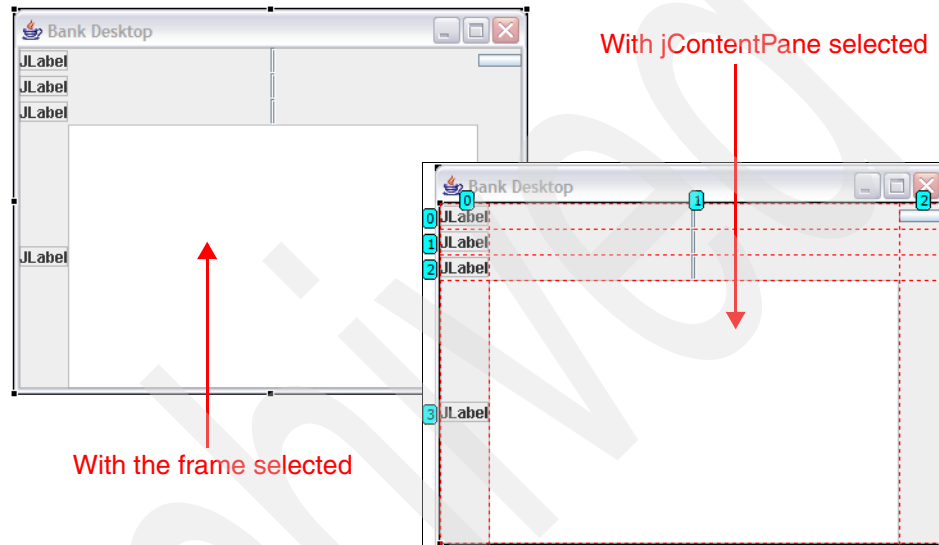 Bank Desktop
JLabel
JLabel
JLabel
JLabel
With the frame selected
With jContentPane selected
Bank Desktop
0 1 2
0 JLabel
1 JLabel
2 JLabel
3 JLabel